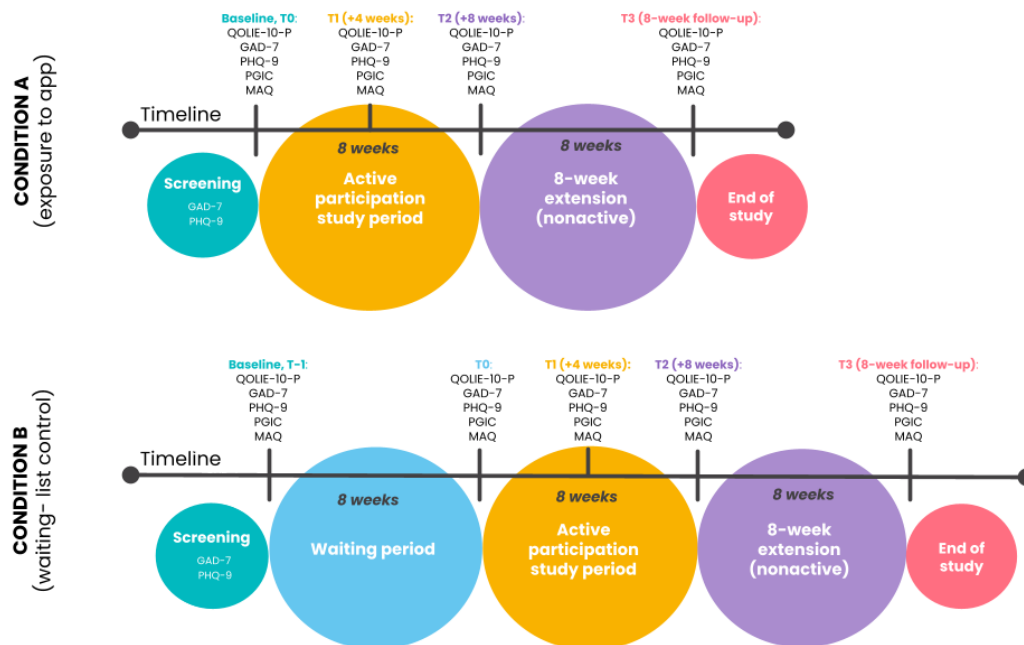 CONDITION A
(exposure to app)
Baseline, T0:
QOLIE-10-P
GAD-7
PHQ-9
PGIC
MAQ
T1 (+4 weeks):
QOLIE-10-P
GAD-7
PHQ-9
PGIC
MAQ
T2 (+8 weeks):
QOLIE-10-P
GAD-7
PHQ-9
PGIC
MAQ
T3 (8-week follow-up):
QOLIE-10-P
GAD-7
PHQ-9
PGIC
MAQ
Timeline
Screening
GAD-7
PHQ-9
8 weeks
Active
participation
study period
8 weeks
8-week
extension
(nonactive)
End of
study
CONDITION B
(waiting- list control)
Baseline, T-1:
QOLIE-10-P
GAD-7
PHQ-9
PGIC
MAQ
T0:
QOLIE-10-P
GAD-7
PHQ-9
PGIC
MAQ
T1 (+4 weeks):
QOLIE-10-P
GAD-7
PHQ-9
PGIC
MAQ
T2 (+8 weeks):
QOLIE-10-P
GAD-7
PHQ-9
PGIC
MAQ
T3 (8-week follow-up):
QOLIE-10-P
GAD-7
PHQ-9
PGIC
MAQ
Timeline
Screening
GAD-7
PHQ-9
8 weeks
Waiting period
8 weeks
Active
participation
study period
8 weeks
8-week
extension
(nonactive)
End of
study